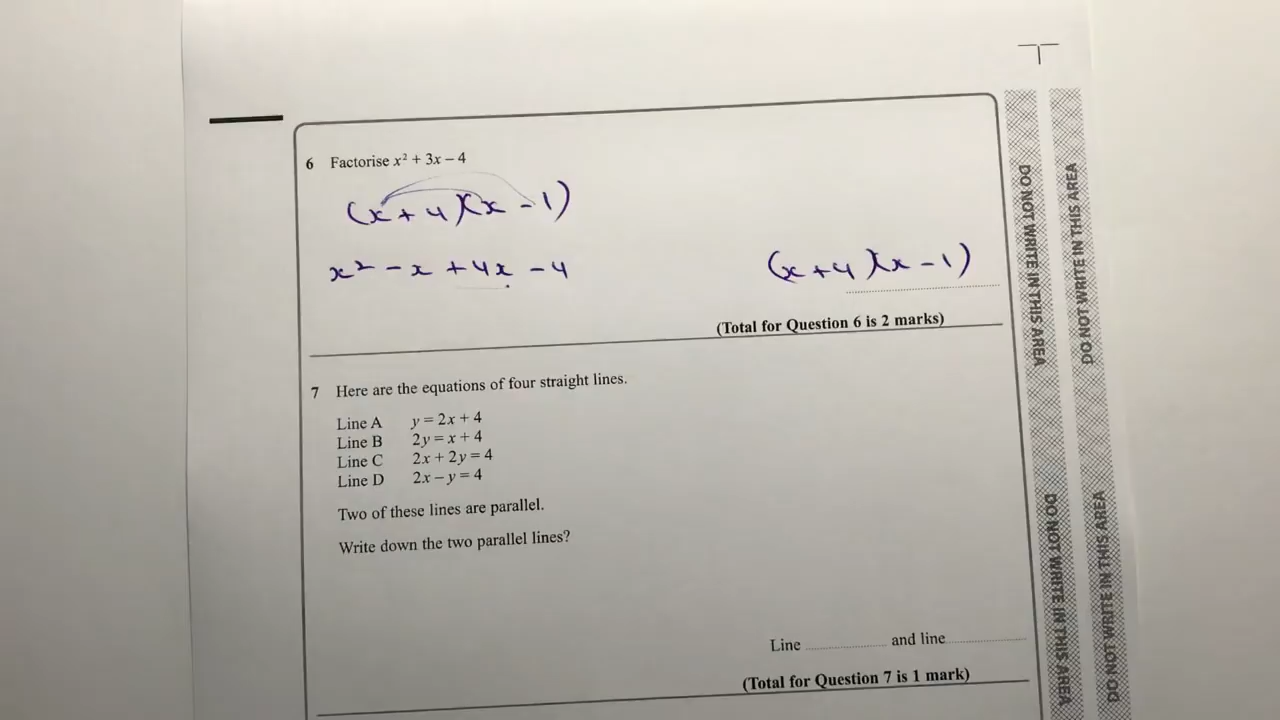 6 Factorise x² + 3x – 4
(x + 4)(x - 1)
x² - x + 4x - 4
(x + 4)(x - 1)
(Total for Question 6 is 2 marks)
7 Here are the equations of four straight lines.
Line A y = 2x + 4
Line B 2y = x + 4
Line C 2x + 2y = 4
Line D 2x – y = 4
Two of these lines are parallel.
Write down the two parallel lines?
Line ........................ and line........................
(Total for Question 7 is 1 mark)
DO NOT WRITE IN THIS AREA
DO NOT WRITE IN THIS AREA
DO NOT WRITE IN THIS AREA
DO NOT WRITE IN THIS AREA